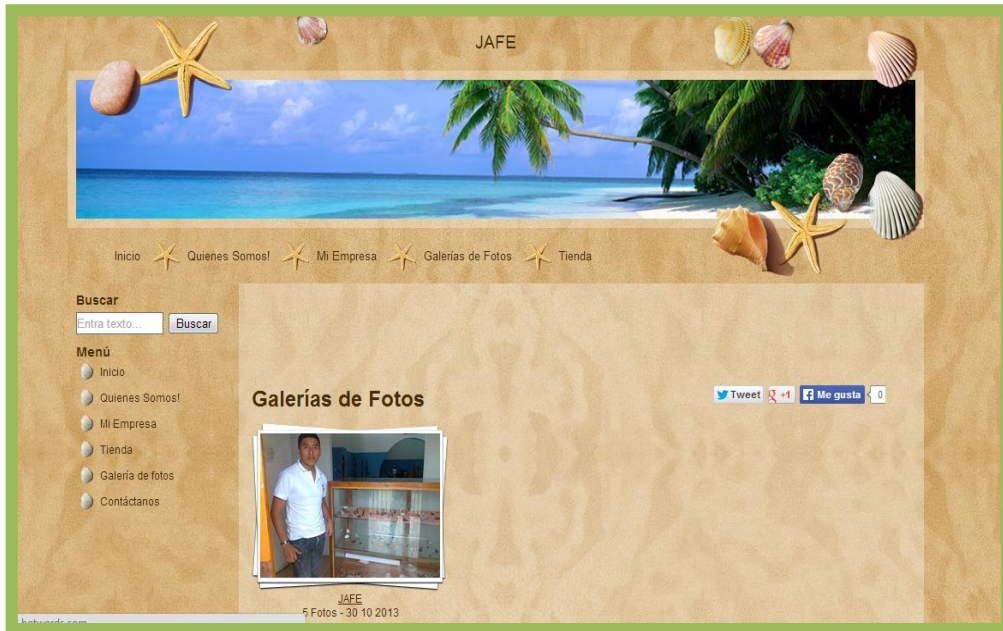 JAFE
Inicio Quienes Somos! Mi Empresa Galerías de Fotos Tienda
Buscar
Entra texto... Buscar
Menú
Inicio
Quienes Somos!
Mi Empresa
Tienda
Galería de fotos
Contáctanos
Galerías de Fotos
Tweet +1 Me gusta 0
JAFE
5 Fotos - 30 10 2013